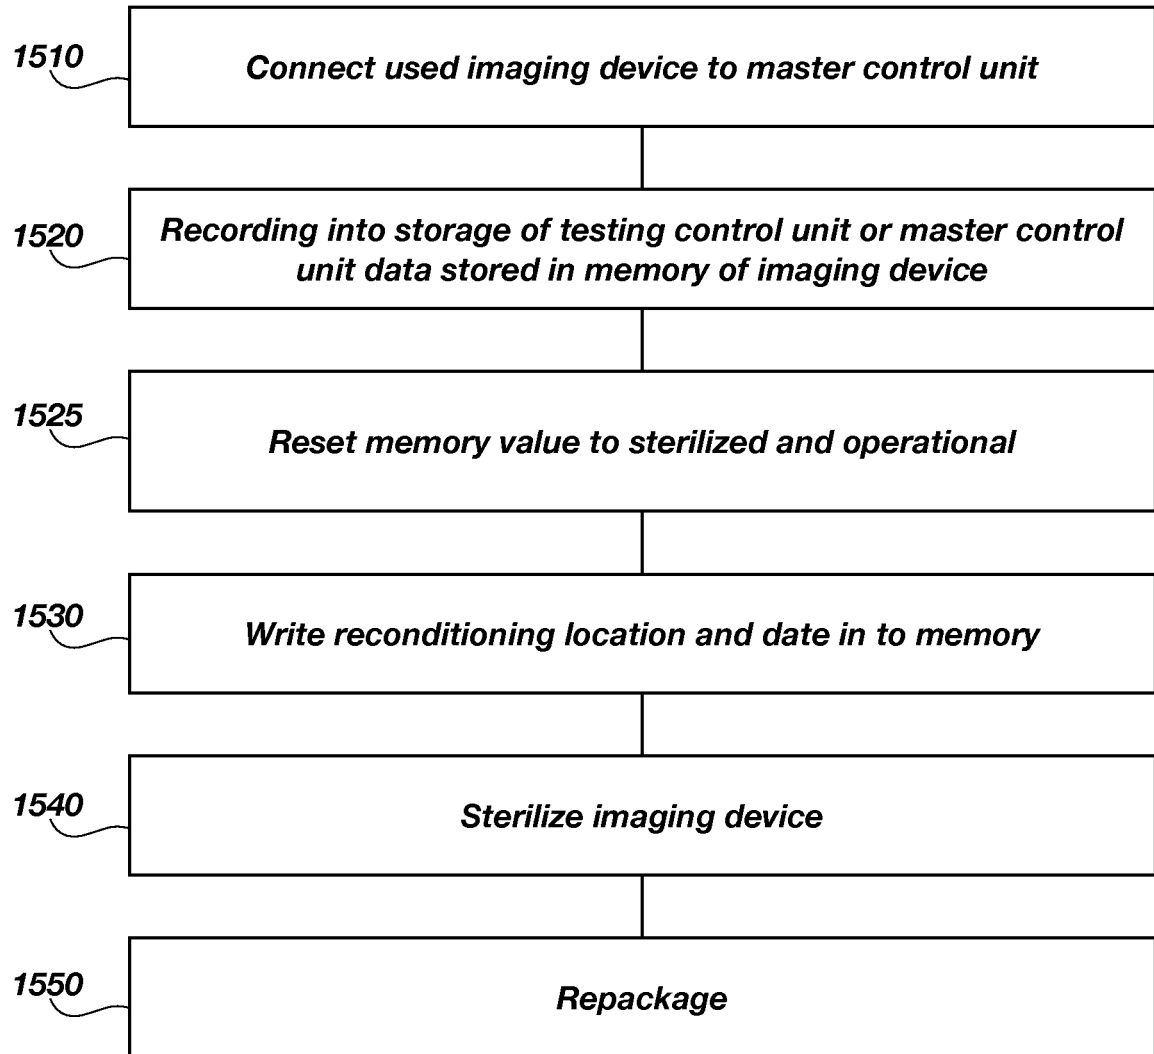 1510
Connect used imaging device to master control unit
1520
Recording into storage of testing control unit or master control
unit data stored in memory of imaging device
1525
Reset memory value to sterilized and operational
1530
Write reconditioning location and date in to memory
1540
Sterilize imaging device
1550
Repackage